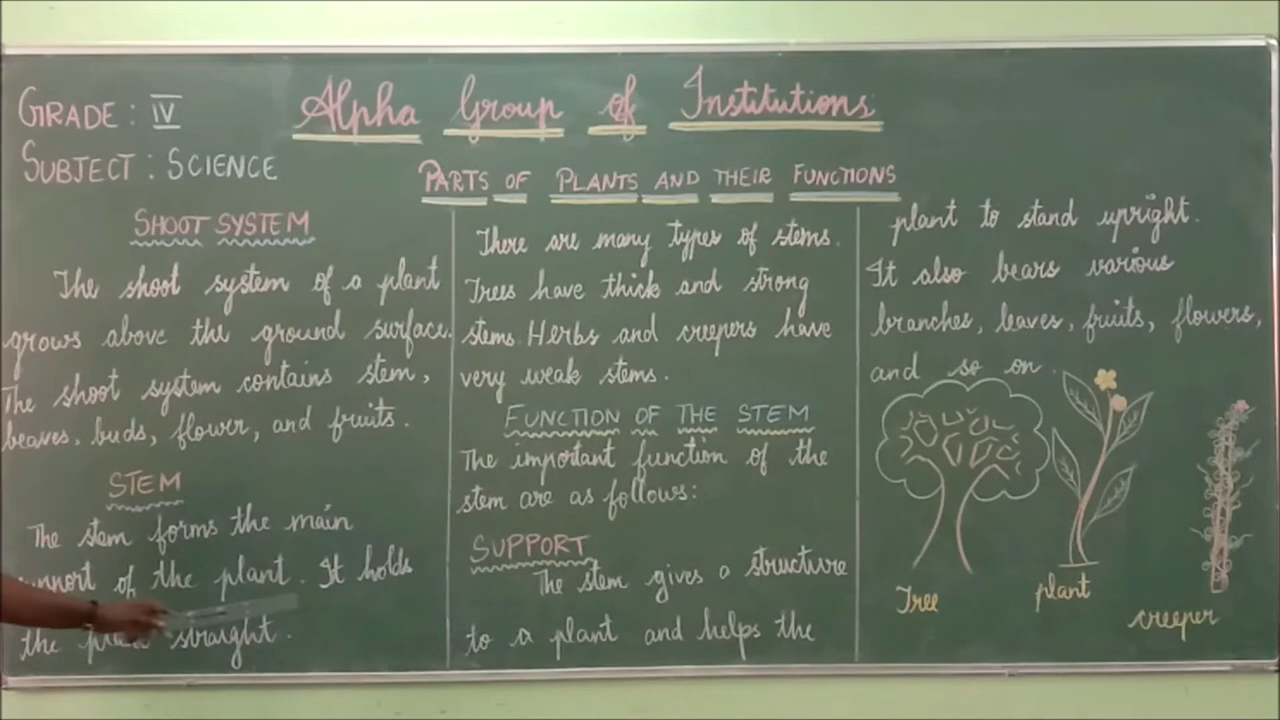 GRADE : IV
Alpha Group of Institutions
SUBJECT : SCIENCE
PARTS OF PLANTS AND THEIR FUNCTIONS
SHOOT SYSTEM
The shoot system of a plant
grows above the ground surface.
The shoot system contains stem,
leaves, buds, flower, and fruits.
STEM
The stem forms the main
support of the plant. It holds
the plant straight.
There are many types of stems.
Trees have thick and strong
stems. Herbs and creepers have
very weak stems.
FUNCTION OF THE STEM
The important function of the
stem are as follows:
SUPPORT
The stem gives a structure
to a plant and helps the
plant to stand upright.
It also bears various
branches, leaves, fruits, flowers,
and so on.
Tree
plant
creeper